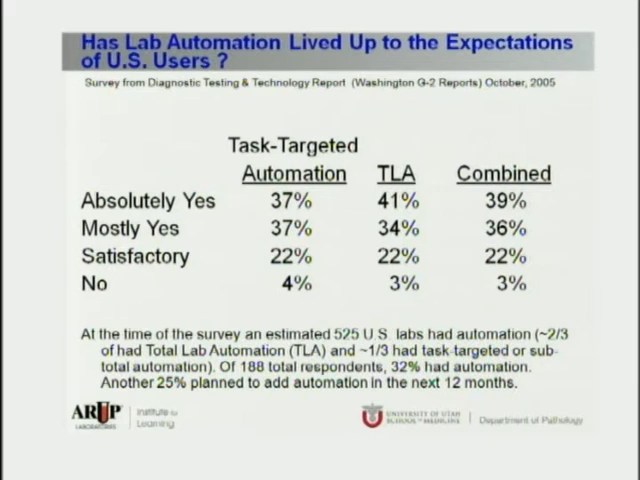 Has Lab Automation Lived Up to the Expectations
of U.S. Users ?
Survey from Diagnostic Testing & Technology Report (Washington G-2 Reports) October, 2005
Task-Targeted
Automation TLA Combined
Absolutely Yes 37% 41% 39%
Mostly Yes 37% 34% 36%
Satisfactory 22% 22% 22%
No 4% 3% 3%
At the time of the survey an estimated 525 U.S. labs had automation (~2/3
of had Total Lab Automation (TLA) and ~1/3 had task-targeted or sub-
total automation). Of 188 total respondents, 32% had automation.
Another 25% planned to add automation in the next 12 months.
ARUP Institute for
LABORATORIES Learning
UNIVERSITY OF UTAH
SCHOOL OF MEDICINE Department of Pathology